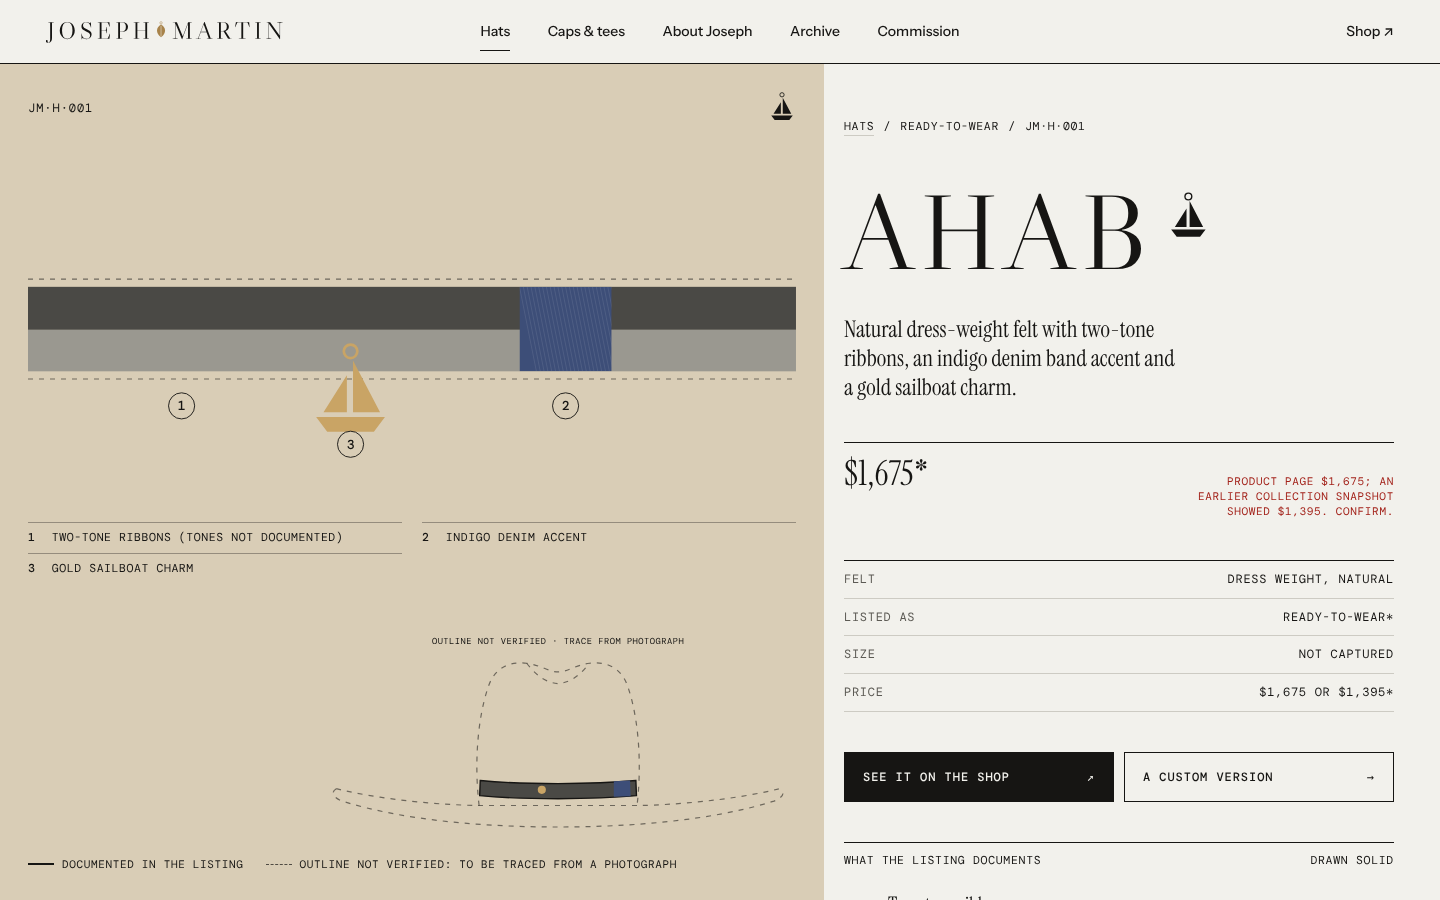 JOSEPH MARTIN
Hats
Caps & tees
About Joseph
Archive
Commission
Shop ↗
JM·H·001
1
2
3
1 TWO-TONE RIBBONS (TONES NOT DOCUMENTED)
2 INDIGO DENIM ACCENT
3 GOLD SAILBOAT CHARM
OUTLINE NOT VERIFIED · TRACE FROM PHOTOGRAPH
DOCUMENTED IN THE LISTING
OUTLINE NOT VERIFIED: TO BE TRACED FROM A PHOTOGRAPH
HATS / READY-TO-WEAR / JM·H·001
AHAB
Natural dress-weight felt with two-tone
ribbons, an indigo denim band accent and
a gold sailboat charm.
$1,675*
PRODUCT PAGE $1,675; AN
EARLIER COLLECTION SNAPSHOT
SHOWED $1,395. CONFIRM.
FELT DRESS WEIGHT, NATURAL
LISTED AS READY-TO-WEAR*
SIZE NOT CAPTURED
PRICE $1,675 OR $1,395*
SEE IT ON THE SHOP ↗
A CUSTOM VERSION →
WHAT THE LISTING DOCUMENTS DRAWN SOLID